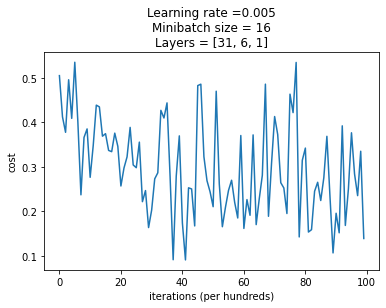 Learning rate =0.005
Minibatch size = 16
Layers = [31, 6, 1]
0.5
0.4
0.3
0.2
0.1
cost
0 20 40 60 80 100
iterations (per hundreds)